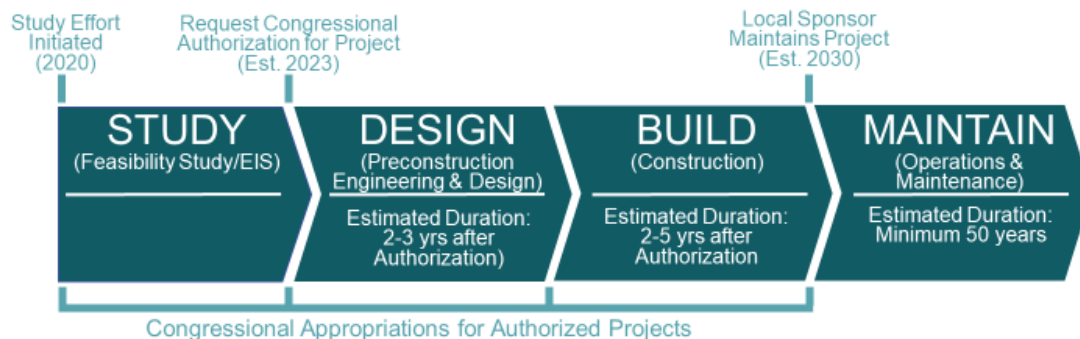 Study Effort
Initiated
(2020)
Request Congressional
Authorization for Project
(Est. 2023)
Local Sponsor
Maintains Project
(Est. 2030)
STUDY
(Feasibility Study/EIS)
DESIGN
(Preconstruction
Engineering & Design)
Estimated Duration:
2-3 yrs after
Authorization)
BUILD
(Construction)
Estimated Duration:
2-5 yrs after
Authorization
MAINTAIN
(Operations &
Maintenance)
Estimated Duration:
Minimum 50 years
Congressional Appropriations for Authorized Projects